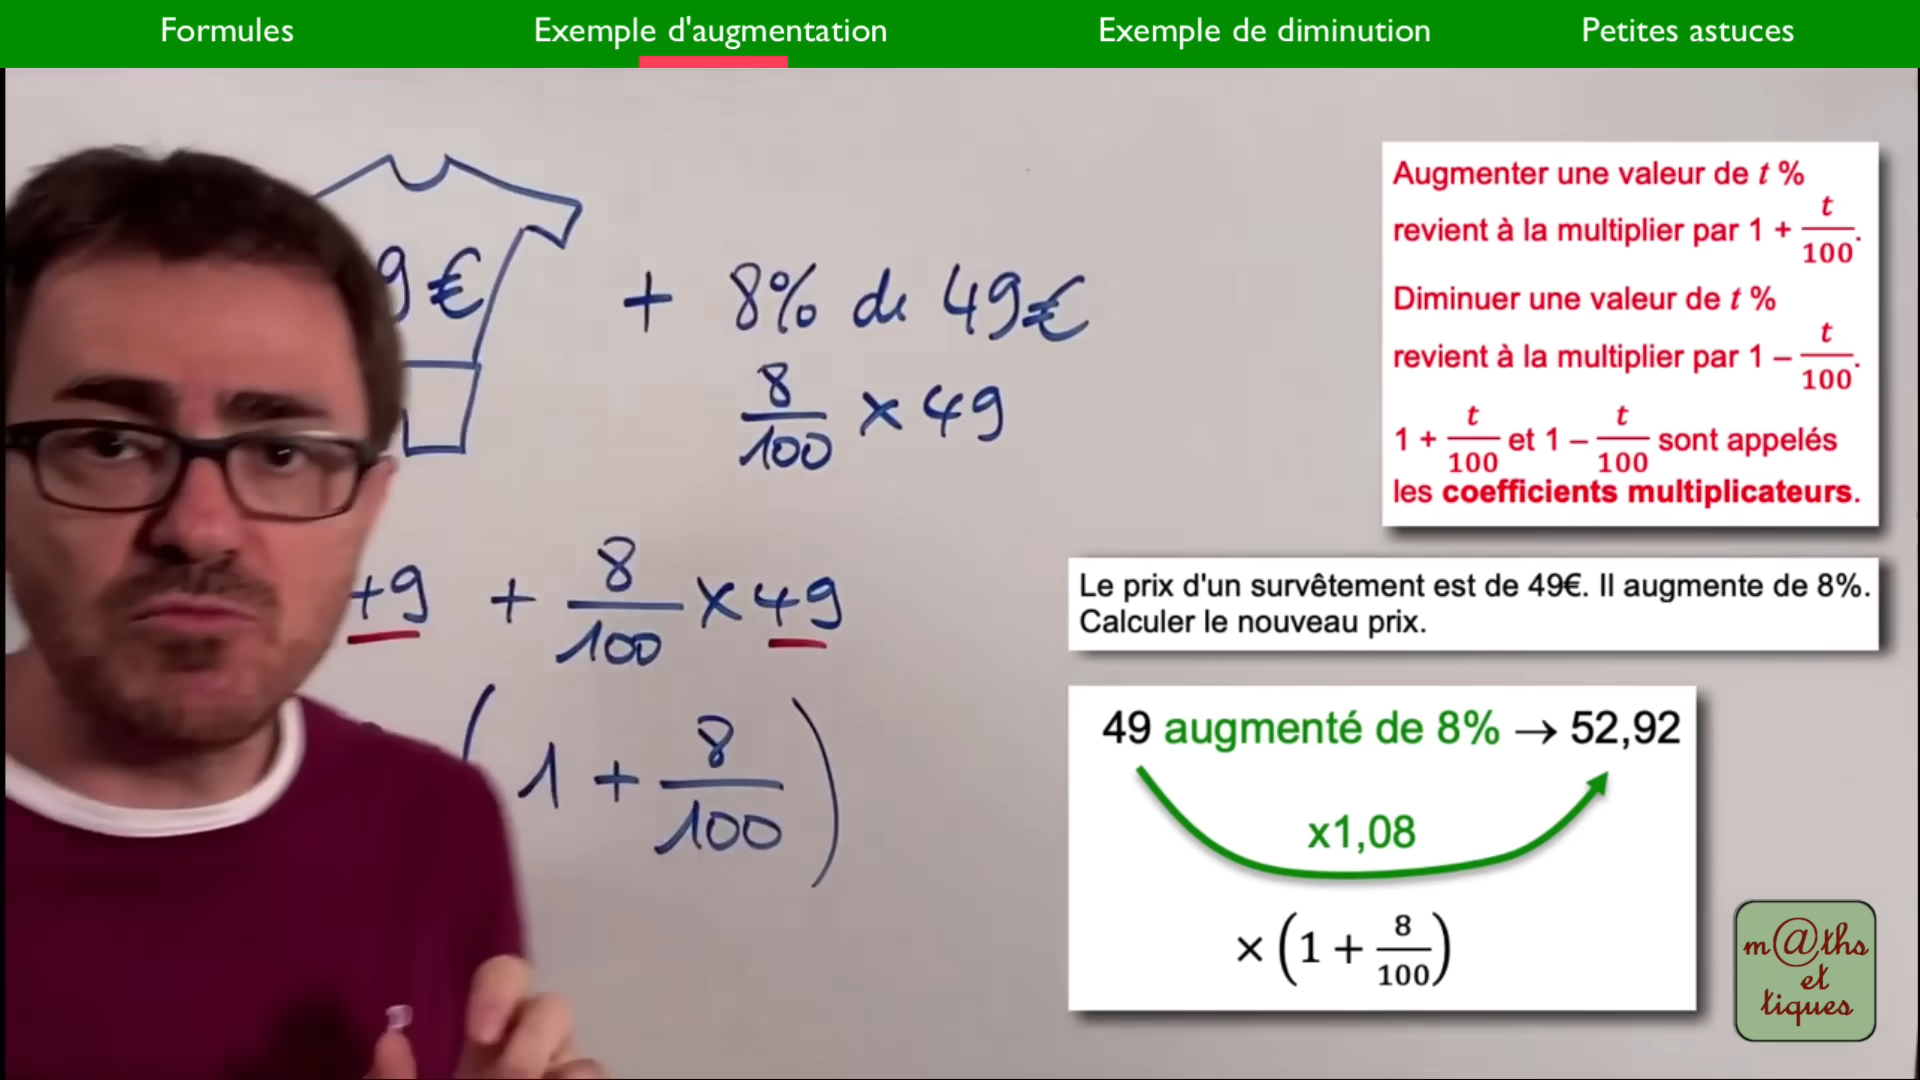 Formules
Exemple d'augmentation
Exemple de diminution
Petites astuces
9€ + 8% de 49€
8/100 × 49
49 + 8/100 × 49
(1 + 8/100)
Augmenter une valeur de t %
revient à la multiplier par 1 + t/100.
Diminuer une valeur de t %
revient à la multiplier par 1 – t/100.
1 + t/100 et 1 – t/100 sont appelés
les coefficients multiplicateurs.
Le prix d'un survêtement est de 49€. Il augmente de 8%.
Calculer le nouveau prix.
49 augmenté de 8% → 52,92
x1,08
× (1 + 8/100)
m@ths
et
tiques